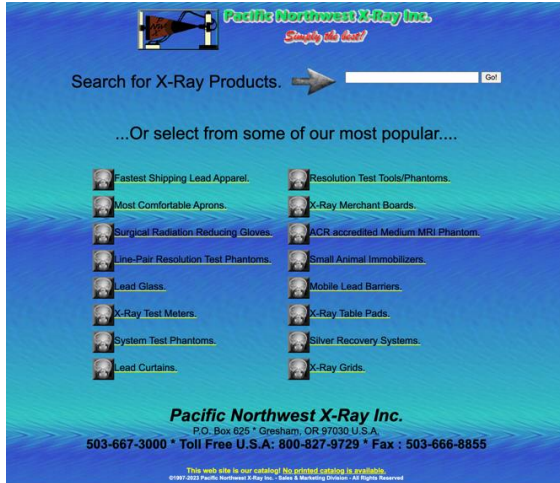 Pacific Northwest X-Ray Inc.
Simply the best!
Search for X-Ray Products.
Go!
...Or select from some of our most popular....
Fastest Shipping Lead Apparel.
Resolution Test Tools/Phantoms.
Most Comfortable Aprons.
X-Ray Merchant Boards.
Surgical Radiation Reducing Gloves.
ACR accredited Medium MRI Phantom.
Line-Pair Resolution Test Phantoms.
Small Animal Immobilizers.
Lead Glass.
Mobile Lead Barriers.
X-Ray Test Meters.
X-Ray Table Pads.
System Test Phantoms.
Silver Recovery Systems.
Lead Curtains.
X-Ray Grids.
Pacific Northwest X-Ray Inc.
P.O. Box 625 * Gresham, OR 97030 U.S.A.
503-667-3000 * Toll Free U.S.A: 800-827-9729 * Fax : 503-666-8855
This web site is our catalog! No printed catalog is available.
©1997-2023 Pacific Northwest X-Ray Inc. - Sales & Marketing Division - All Rights Reserved